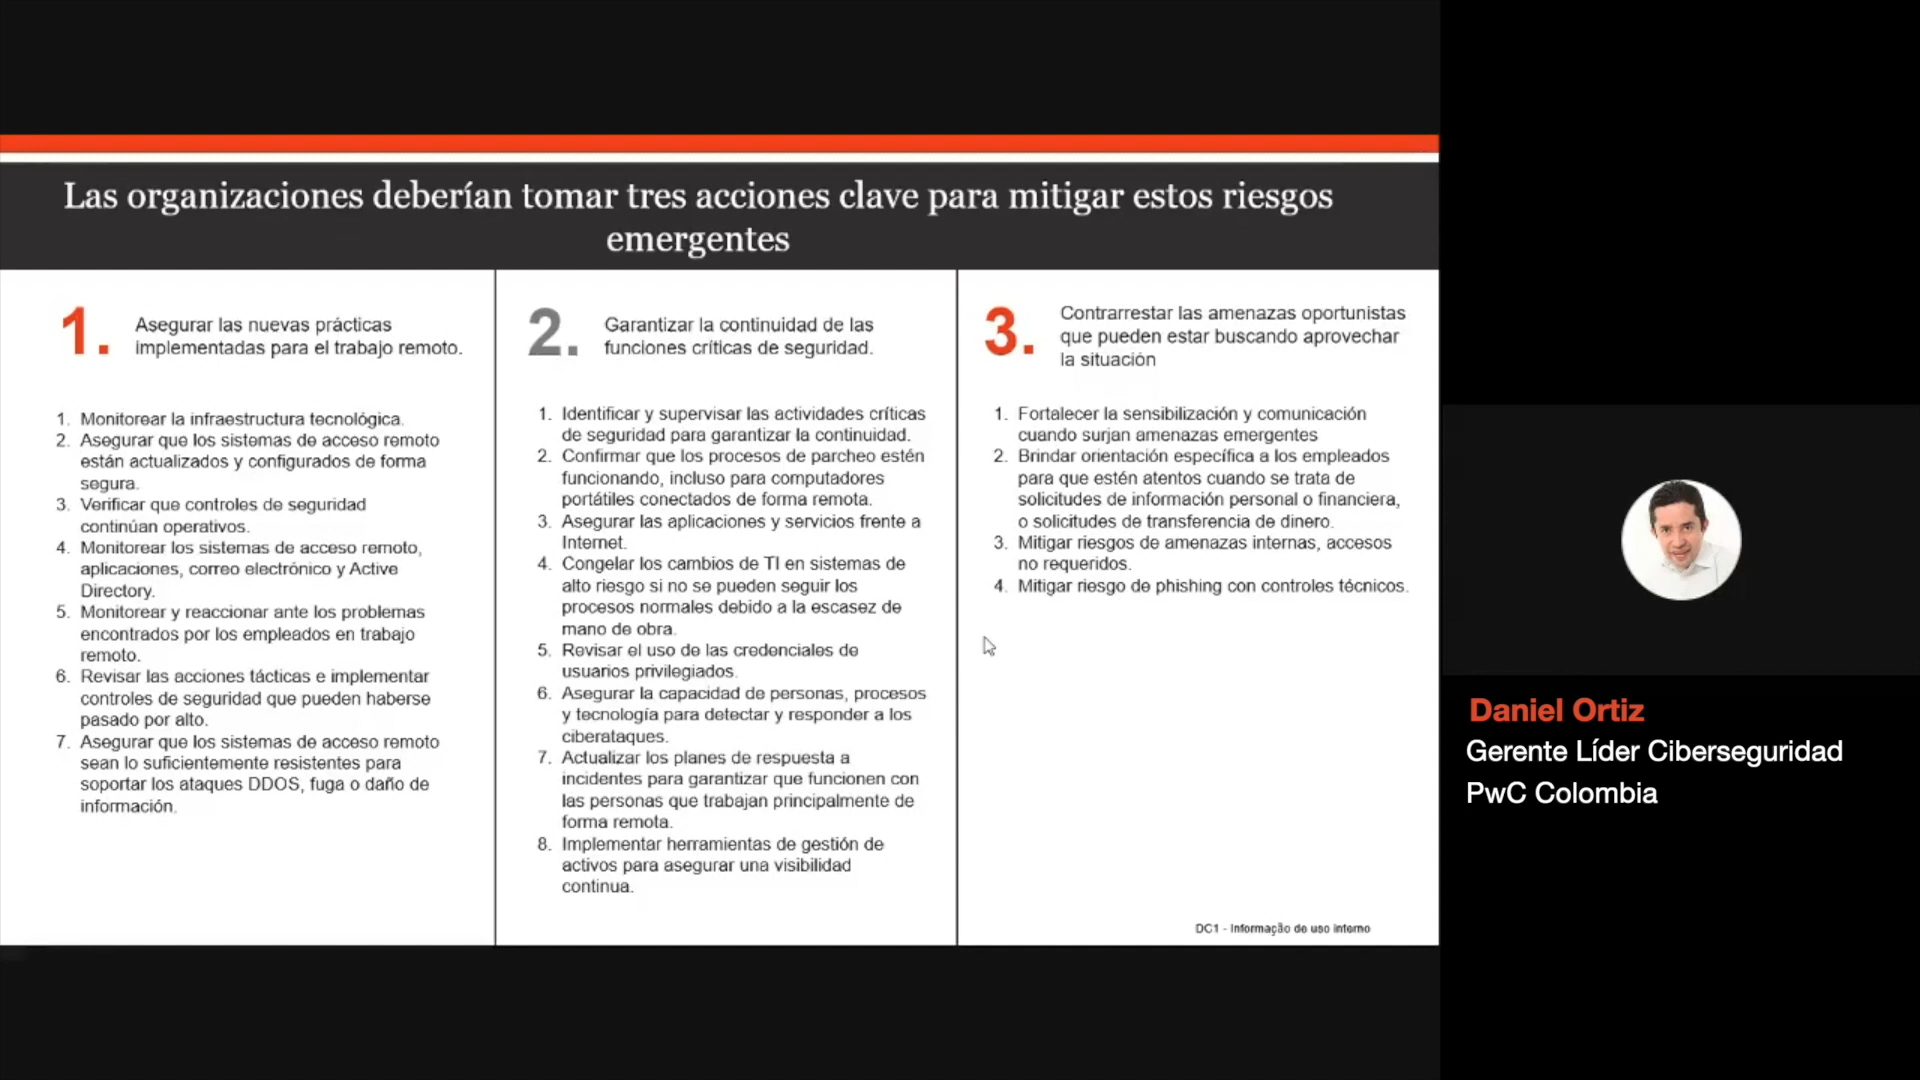 Las organizaciones deberían tomar tres acciones clave para mitigar estos riesgos
emergentes
1.
Asegurar las nuevas prácticas
implementadas para el trabajo remoto.
1. Monitorear la infraestructura tecnológica.
2. Asegurar que los sistemas de acceso remoto
están actualizados y configurados de forma
segura.
3. Verificar que controles de seguridad
continúan operativos.
4. Monitorear los sistemas de acceso remoto,
aplicaciones, correo electrónico y Active
Directory.
5. Monitorear y reaccionar ante los problemas
encontrados por los empleados en trabajo
remoto.
6. Revisar las acciones tácticas e implementar
controles de seguridad que pueden haberse
pasado por alto.
7. Asegurar que los sistemas de acceso remoto
sean lo suficientemente resistentes para
soportar los ataques DDOS, fuga o daño de
información.
2.
Garantizar la continuidad de las
funciones críticas de seguridad.
1. Identificar y supervisar las actividades críticas
de seguridad para garantizar la continuidad.
2. Confirmar que los procesos de parcheo estén
funcionando, incluso para computadores
portátiles conectados de forma remota.
3. Asegurar las aplicaciones y servicios frente a
Internet.
4. Congelar los cambios de TI en sistemas de
alto riesgo si no se pueden seguir los
procesos normales debido a la escasez de
mano de obra.
5. Revisar el uso de las credenciales de
usuarios privilegiados.
6. Asegurar la capacidad de personas, procesos
y tecnología para detectar y responder a los
ciberataques.
7. Actualizar los planes de respuesta a
incidentes para garantizar que funcionen con
las personas que trabajan principalmente de
forma remota.
8. Implementar herramientas de gestión de
activos para asegurar una visibilidad
continua.
3.
Contrarrestar las amenazas oportunistas
que pueden estar buscando aprovechar
la situación
1. Fortalecer la sensibilización y comunicación
cuando surjan amenazas emergentes
2. Brindar orientación específica a los empleados
para que estén atentos cuando se trata de
solicitudes de información personal o financiera,
o solicitudes de transferencia de dinero.
3. Mitigar riesgos de amenazas internas, accesos
no requeridos.
4. Mitigar riesgo de phishing con controles técnicos.
DC1 - Informação de uso interno
Daniel Ortiz
Gerente Líder Ciberseguridad
PwC Colombia